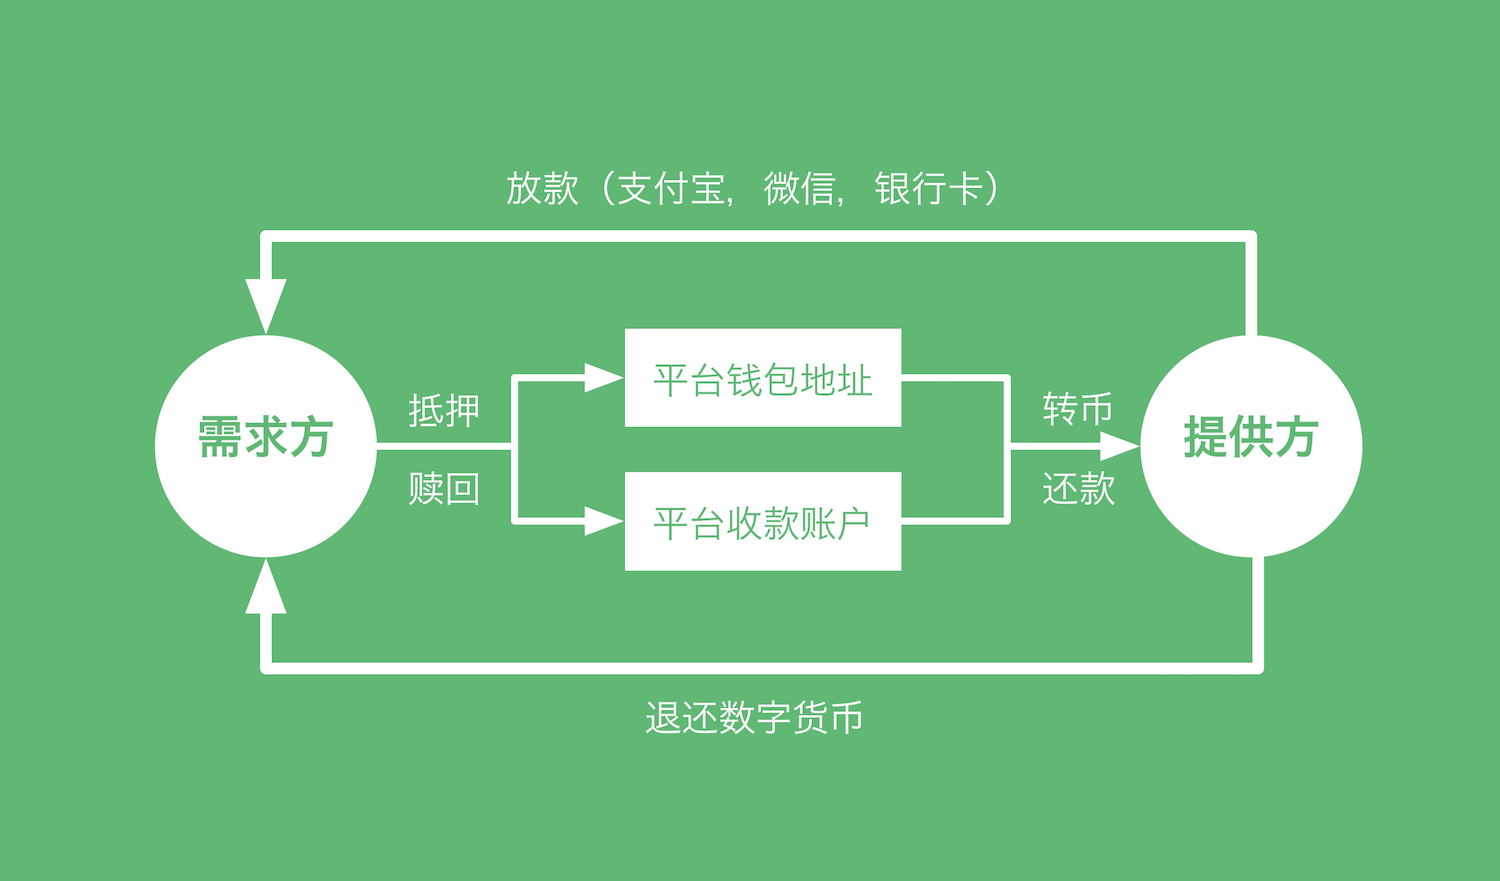 放款（支付宝，微信，银行卡）
平台钱包地址
抵押
转币
需求方
提供方
赎回
还款
平台收款账户
退还数字货币